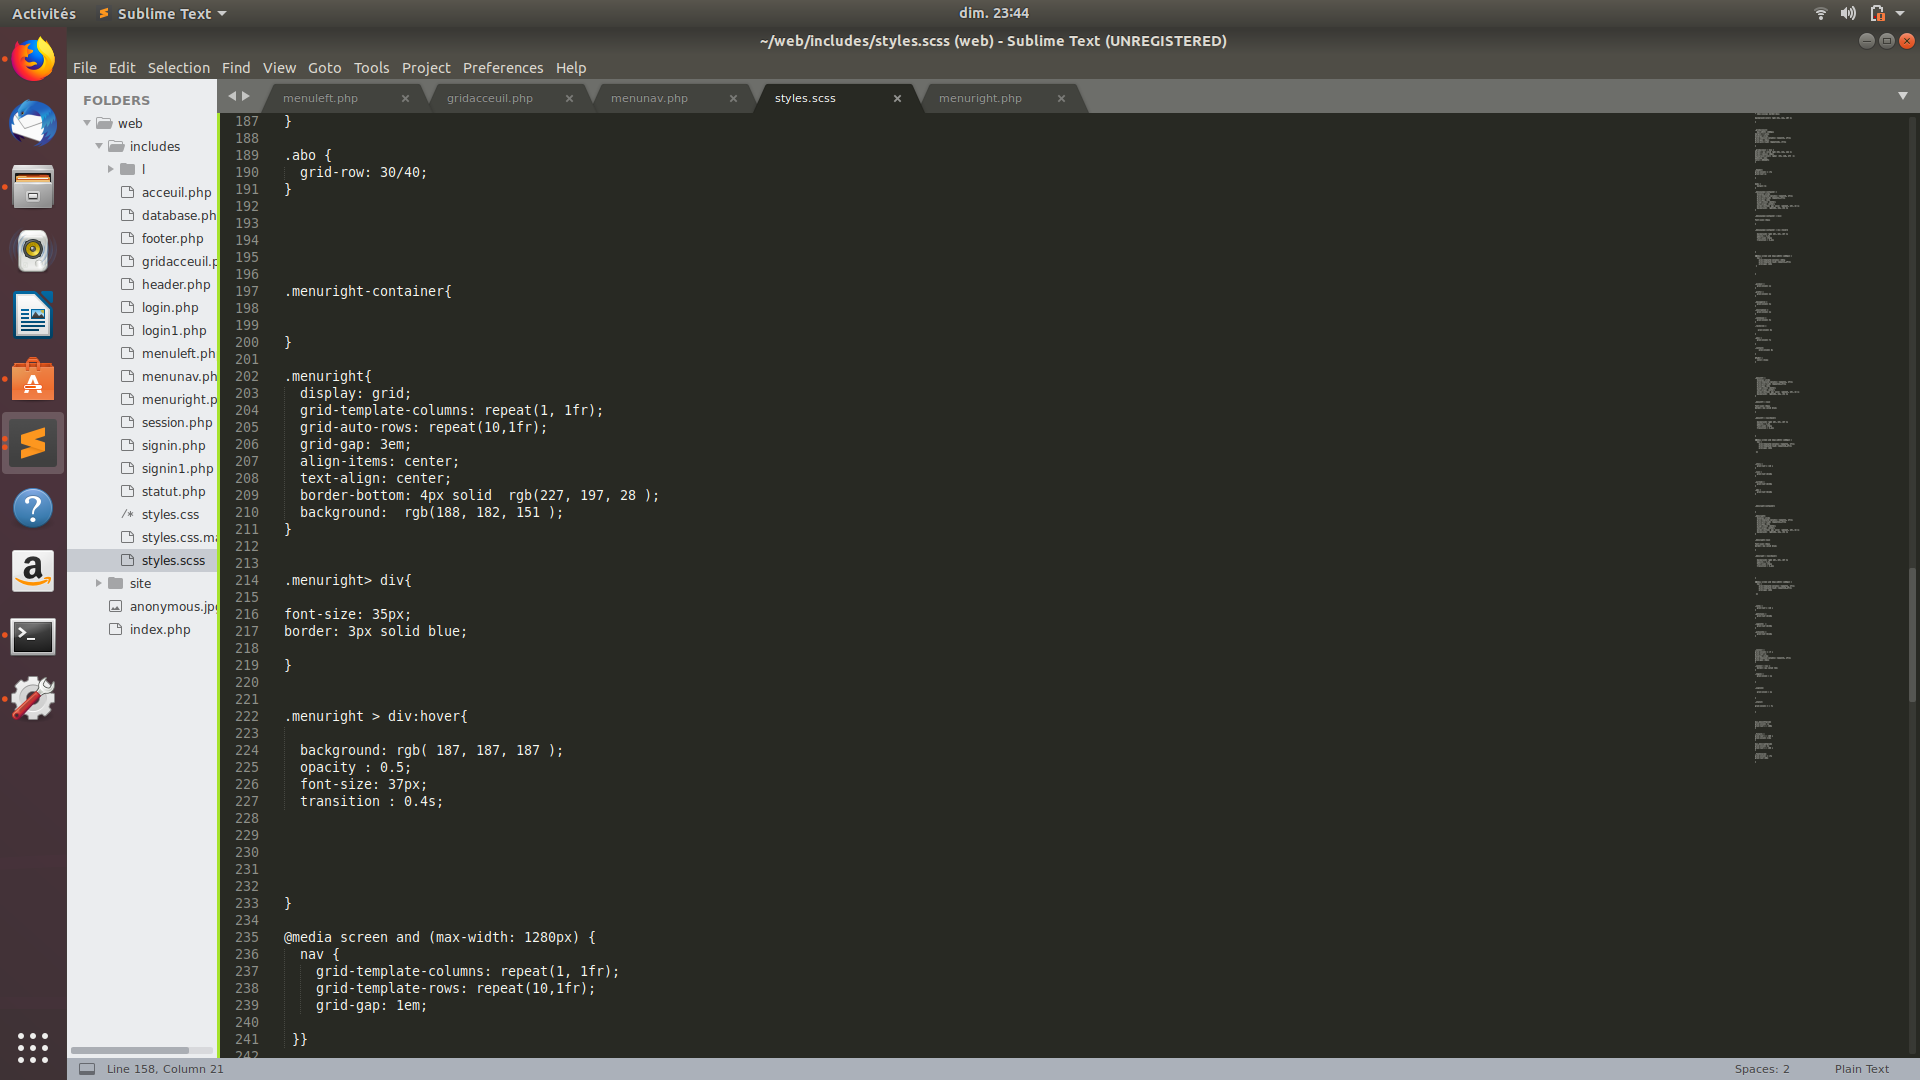 Activités Sublime Text dim. 23:44
~/web/includes/styles.scss (web) - Sublime Text (UNREGISTERED)
File Edit Selection Find View Goto Tools Project Preferences Help
FOLDERS
web
includes
l
acceuil.php
database.ph
footer.php
gridacceuil.p
header.php
login.php
login1.php
menuleft.ph
menunav.ph
menuright.p
session.php
signin.php
signin1.php
statut.php
/* styles.css
styles.css.ma
styles.scss
site
anonymous.jpg
index.php
menuleft.php × gridacceuil.php × menunav.php × styles.scss × menuright.php ×
187 }
188
189 .abo {
190 grid-row: 30/40;
191 }
192
193
194
195
196
197 .menuright-container{
198
199
200 }
201
202 .menuright{
203 display: grid;
204 grid-template-columns: repeat(1, 1fr);
205 grid-auto-rows: repeat(10,1fr);
206 grid-gap: 3em;
207 align-items: center;
208 text-align: center;
209 border-bottom: 4px solid  rgb(227, 197, 28 );
210 background:  rgb(188, 182, 151 );
211 }
212
213
214 .menuright> div{
215
216 font-size: 35px;
217 border: 3px solid blue;
218
219 }
220
221
222 .menuright > div:hover{
223
224 background: rgb( 187, 187, 187 );
225 opacity : 0.5;
226 font-size: 37px;
227 transition : 0.4s;
228
229
230
231
232
233 }
234
235 @media screen and (max-width: 1280px) {
236 nav {
237 grid-template-columns: repeat(1, 1fr);
238 grid-template-rows: repeat(10,1fr);
239 grid-gap: 1em;
240
241 }}
242
Line 158, Column 21 Spaces: 2 Plain Text